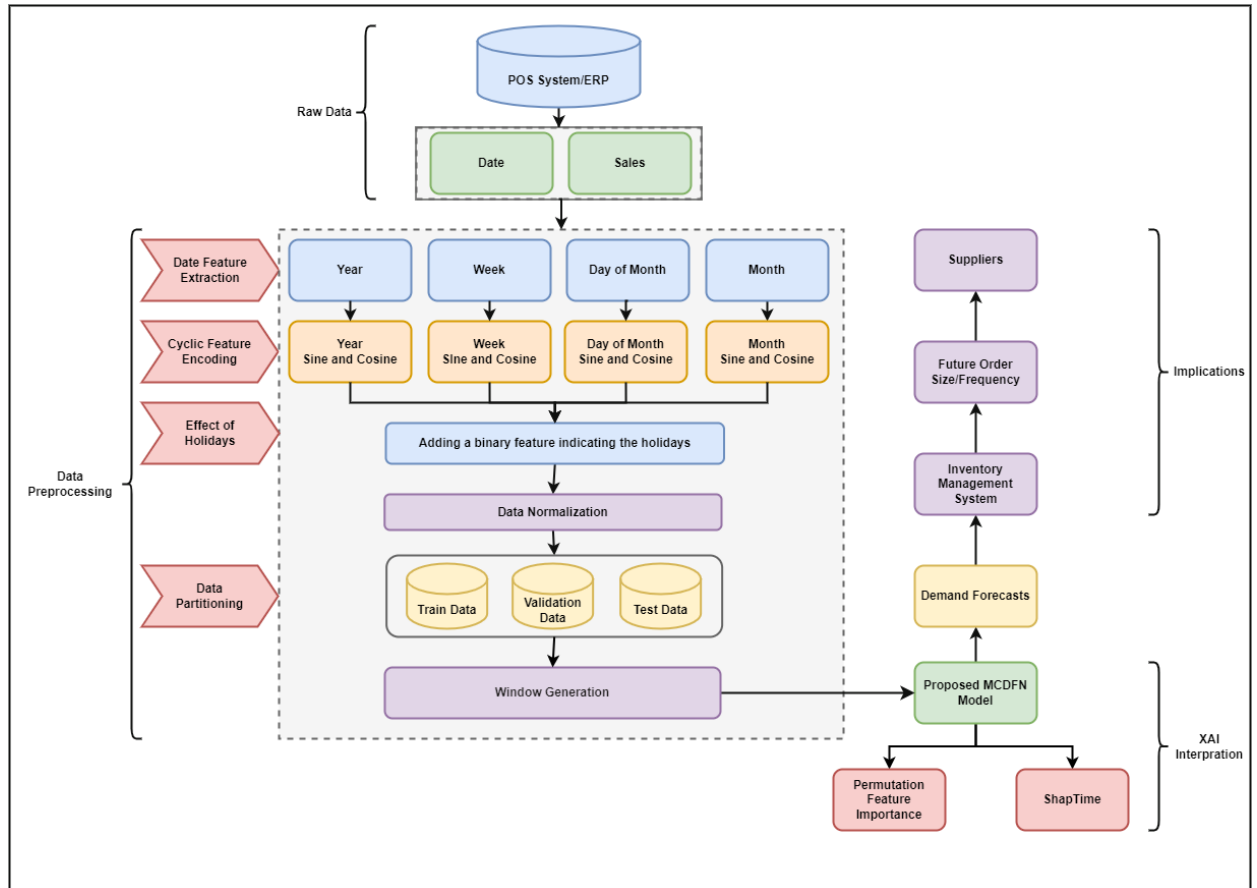 POS System/ERP
Raw Data
Date
Sales
Date Feature
Extraction
Year
Week
Day of Month
Month
Suppliers
Cyclic Feature
Encoding
Year
Sine and Cosine
Week
SIne and Cosine
Day of Month
Sine and Cosine
Month
Sine and Cosine
Future Order
Size/Frequency
Implications
Effect of
Holidays
Adding a binary feature indicating the holidays
Data
Preprocessing
Inventory
Management
System
Data Normalization
Data
Partitioning
Train Data
Validation
Data
Test Data
Demand Forecasts
Window Generation
Proposed MCDFN
Model
XAI
Interpration
Permutation
Feature
Importance
ShapTime